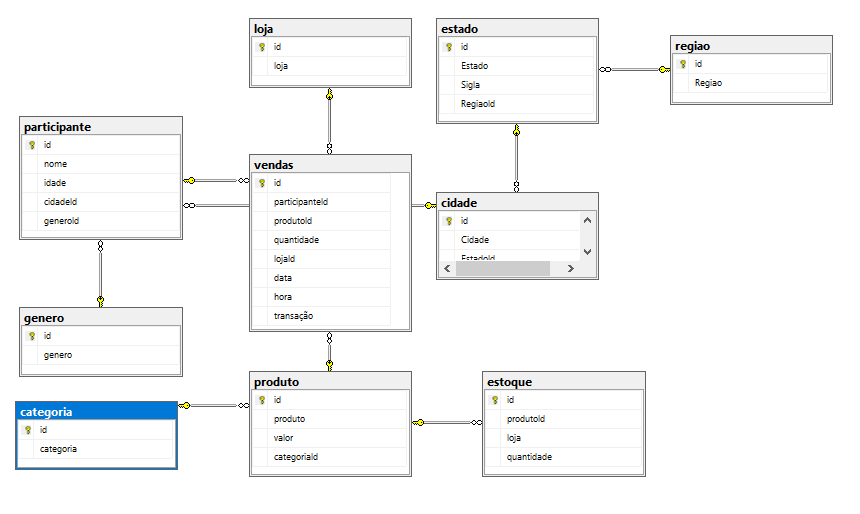 loja
id
loja
estado
id
Estado
Sigla
RegiaoId
regiao
id
Regiao
participante
id
nome
idade
cidadeId
generoId
vendas
id
participanteId
produtoId
quantidade
lojaId
data
hora
transação
cidade
id
Cidade
EstadoId
genero
id
genero
categoria
id
categoria
produto
id
produto
valor
categoriaId
estoque
id
produtoId
loja
quantidade